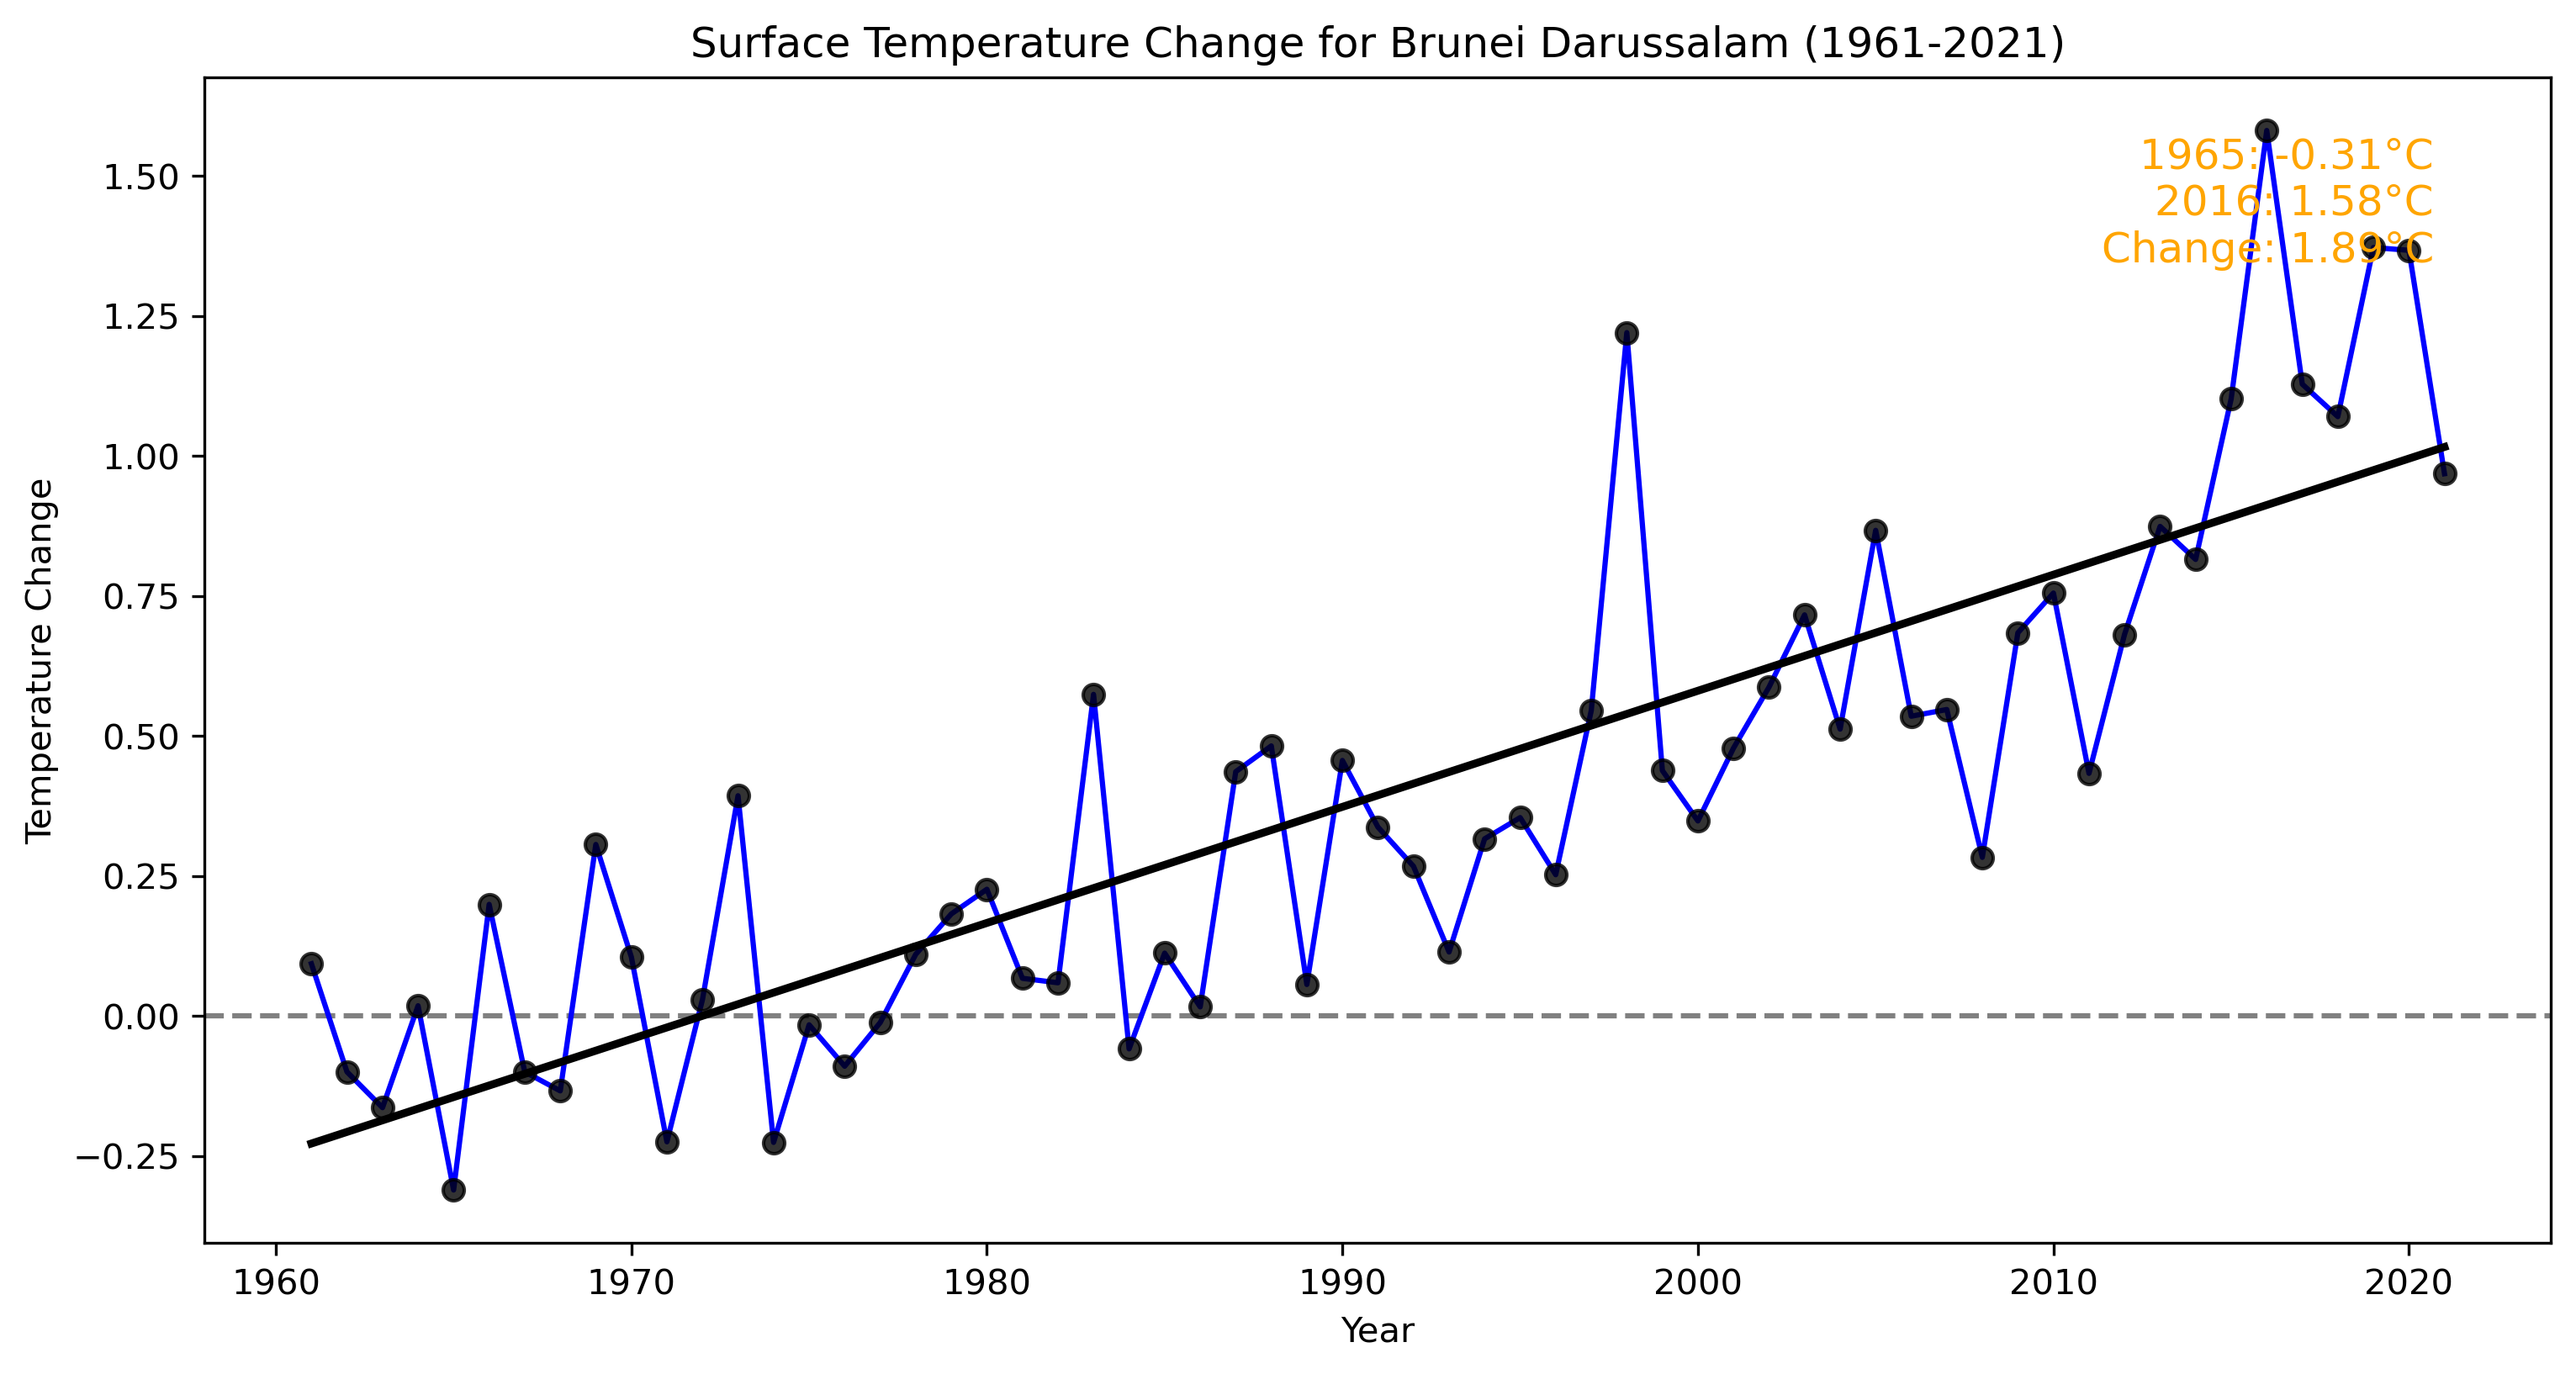 Surface Temperature Change for Brunei Darussalam (1961-2021)
1965: -0.31°C
2016: 1.58°C
Change: 1.89°C
Temperature Change
1.50
1.25
1.00
0.75
0.50
0.25
0.00
−0.25
1960 1970 1980 1990 2000 2010 2020
Year